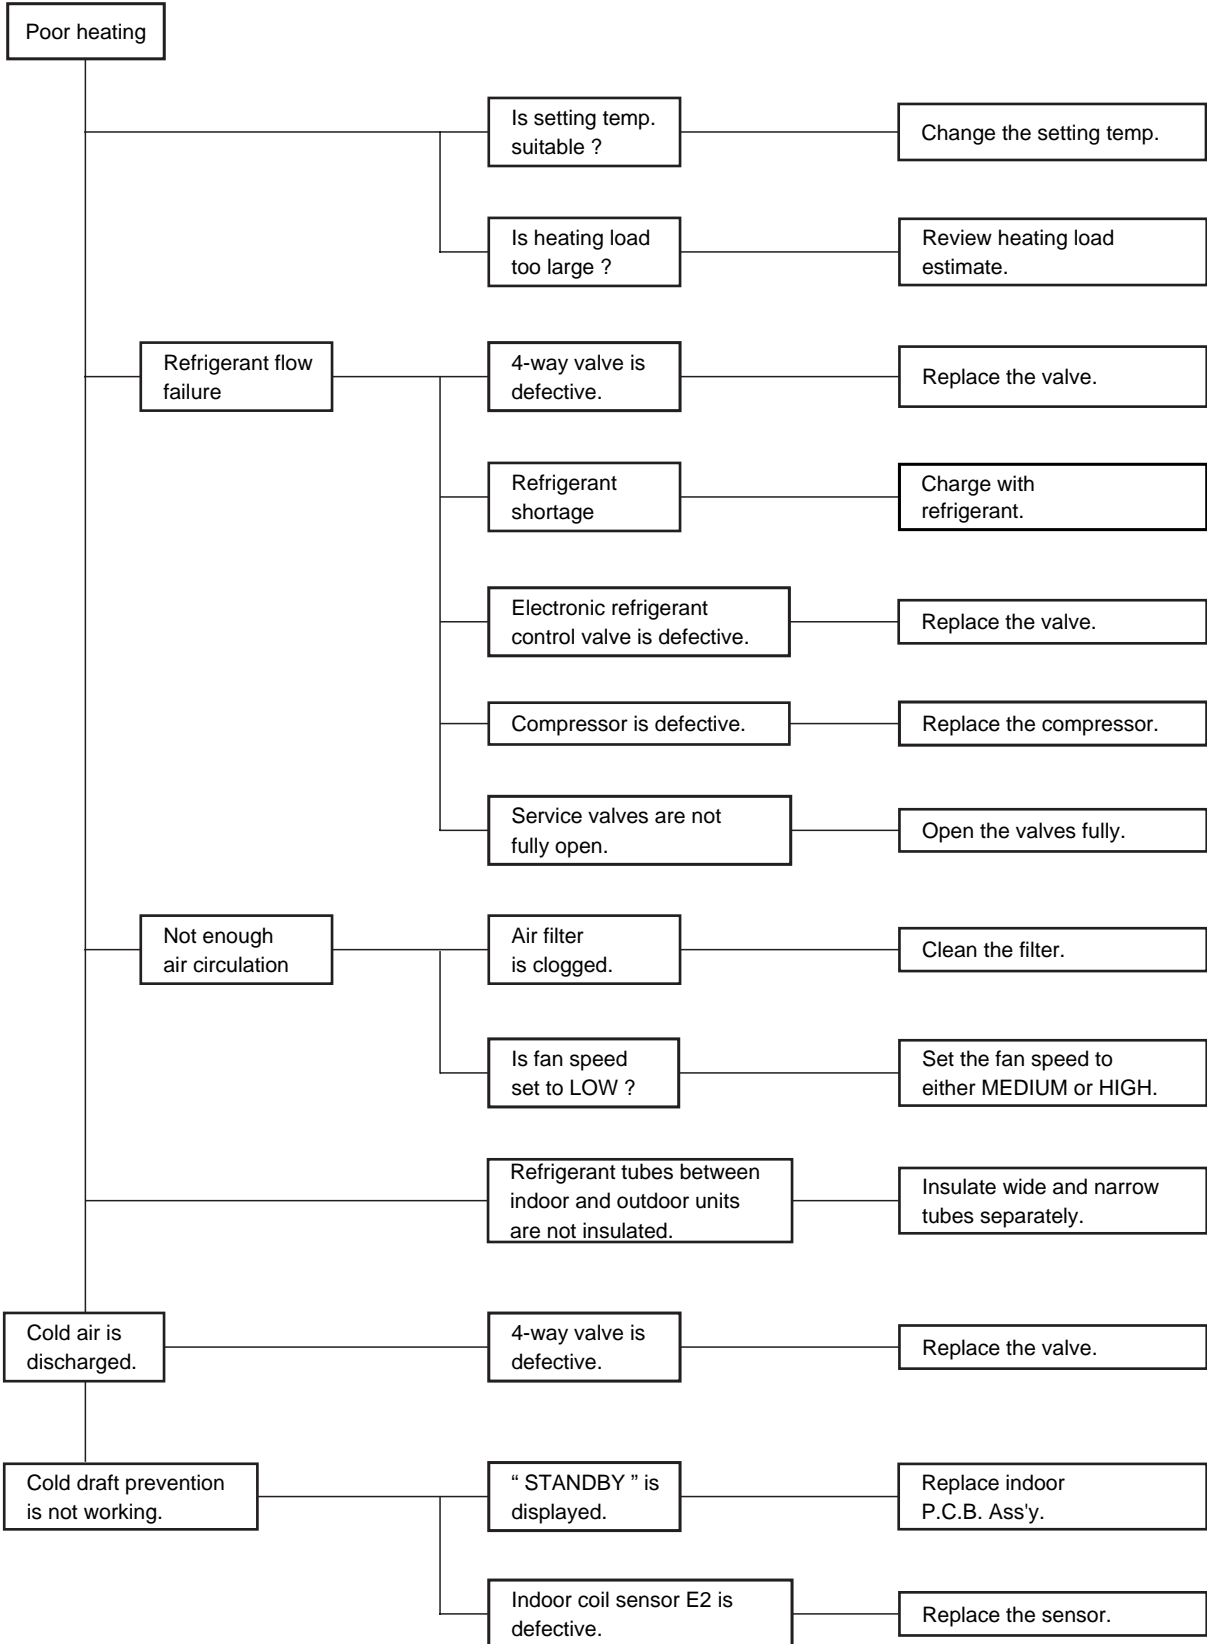 Poor heating
Is setting temp.
suitable ?
Change the setting temp.
Is heating load
too large ?
Review heating load
estimate.
Refrigerant flow
failure
4-way valve is
defective.
Replace the valve.
Refrigerant
shortage
Charge with
refrigerant.
Electronic refrigerant
control valve is defective.
Replace the valve.
Compressor is defective.
Replace the compressor.
Service valves are not
fully open.
Open the valves fully.
Not enough
air circulation
Air filter
is clogged.
Clean the filter.
Is fan speed
set to LOW ?
Set the fan speed to
either MEDIUM or HIGH.
Refrigerant tubes between
indoor and outdoor units
are not insulated.
Insulate wide and narrow
tubes separately.
Cold air is
discharged.
4-way valve is
defective.
Replace the valve.
Cold draft prevention
is not working.
“ STANDBY ” is
displayed.
Replace indoor
P.C.B. Ass'y.
Indoor coil sensor E2 is
defective.
Replace the sensor.